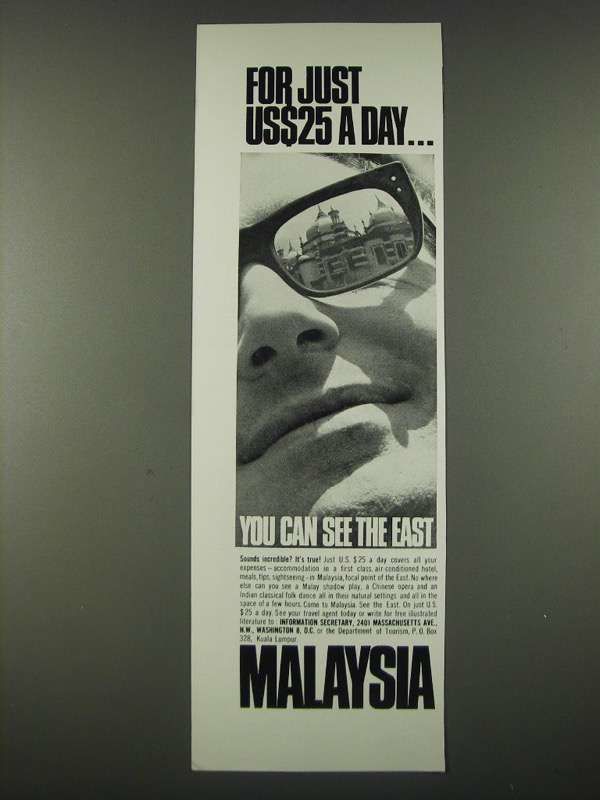 FOR JUST
US$25 A DAY...
YOU CAN SEE THE EAST
Sounds incredible? It's true! Just U.S. $25 a day covers all your
expenses – accommodation in a first class, air-conditioned hotel,
meals, tips, sightseeing – in Malaysia, focal point of the East. No where
else can you see a Malay shadow play, a Chinese opera and an
Indian classical folk dance all in their natural settings and all in the
space of a few hours. Come to Malaysia. See the East. On just U.S.
$25 a day. See your travel agent today or write for free illustrated
literature to: INFORMATION SECRETARY, 2401 MASSACHUSETTS AVE.,
N.W., WASHINGTON 8, D.C. or the Department of Tourism, P.O. Box
328, Kuala Lumpur.
MALAYSIA